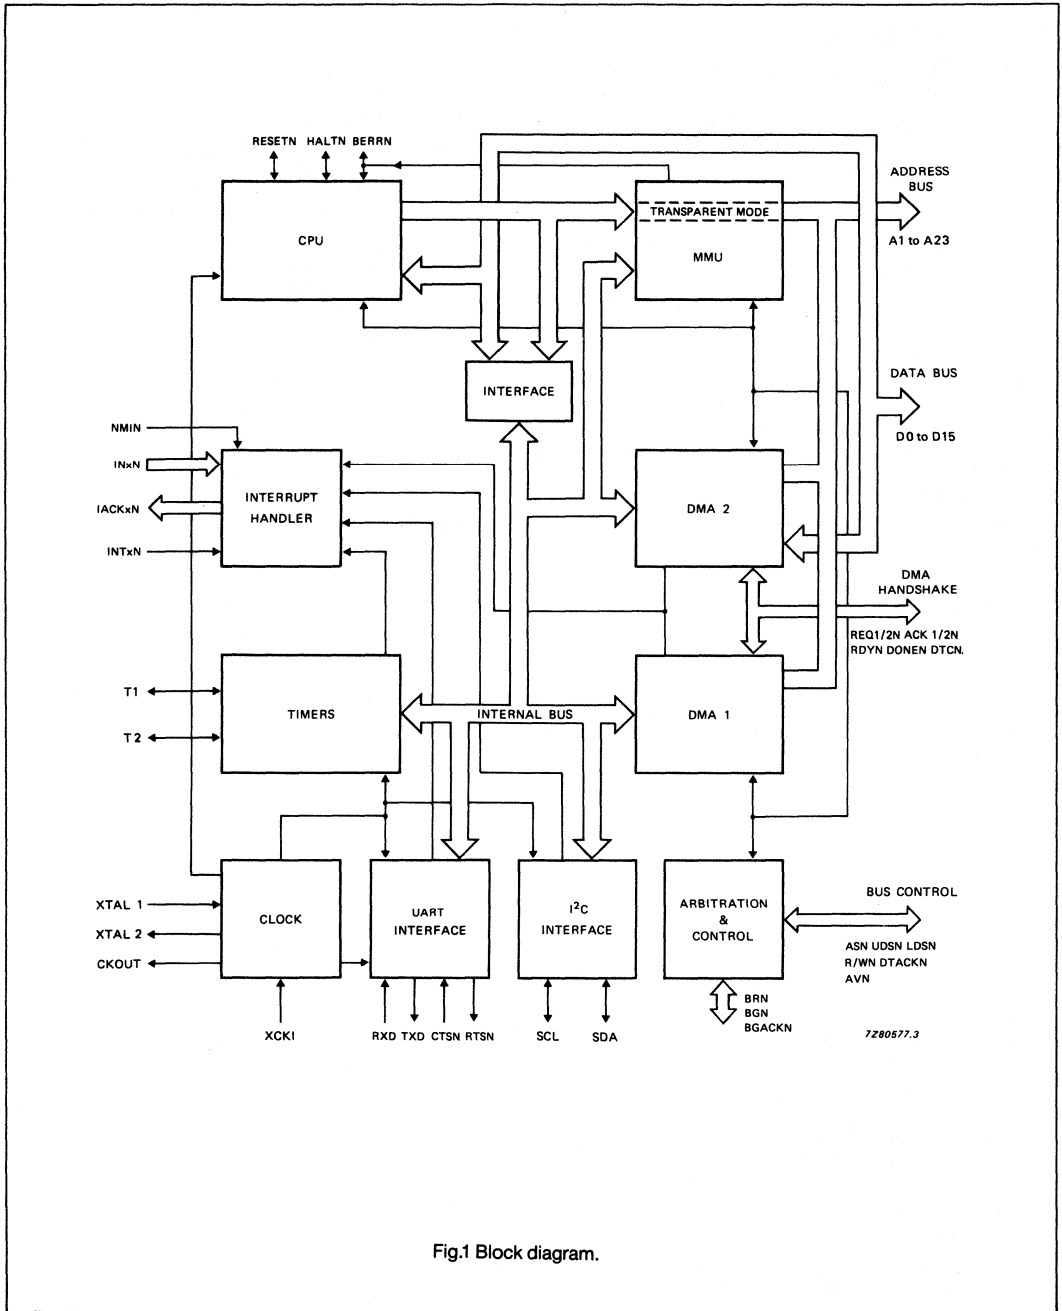 RESETN HALTN BERRN
ADDRESS
BUS
TRANSPARENT MODE
CPU
A1 to A23
MMU
DATA BUS
INTERFACE
NMIN
D0 to D15
INxN
INTERRUPT
HANDLER
IACKxN
DMA 2
INTxN
DMA
HANDSHAKE
REQ1/2N ACK 1/2N
RDYN DONEN DTCN.
T1
TIMERS
INTERNAL BUS
DMA 1
T2
XTAL 1
CLOCK
UART
INTERFACE
I²C
INTERFACE
ARBITRATION
&
CONTROL
BUS CONTROL
XTAL 2
CKOUT
ASN UDSN LDSN
R/WN DTACKN
AVN
BRN
BGN
BGACKN
XCKI
RXD TXD CTSN RTSN
SCL
SDA
7Z80577.3
Fig.1 Block diagram.